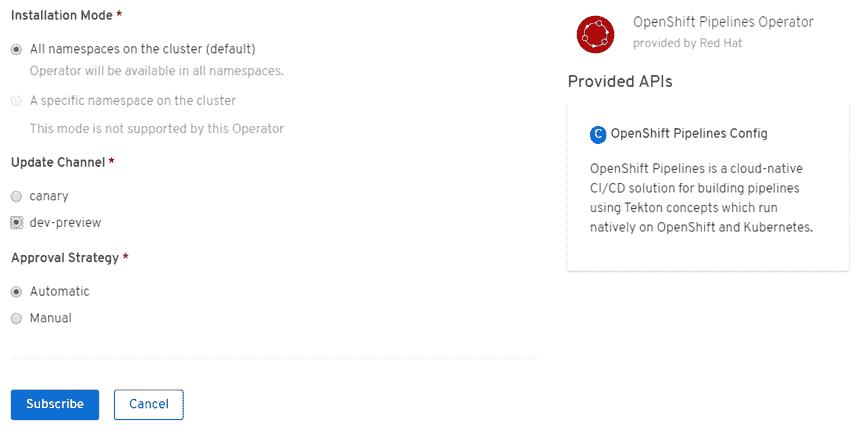 Installation Mode *
All namespaces on the cluster (default)
Operator will be available in all namespaces.
A specific namespace on the cluster
This mode is not supported by this Operator
Update Channel *
canary
dev-preview
Approval Strategy *
Automatic
Manual
Subscribe
Cancel
OpenShift Pipelines Operator
provided by Red Hat
Provided APIs
C OpenShift Pipelines Config
OpenShift Pipelines is a cloud-native
CI/CD solution for building pipelines
using Tekton concepts which run
natively on OpenShift and Kubernetes.